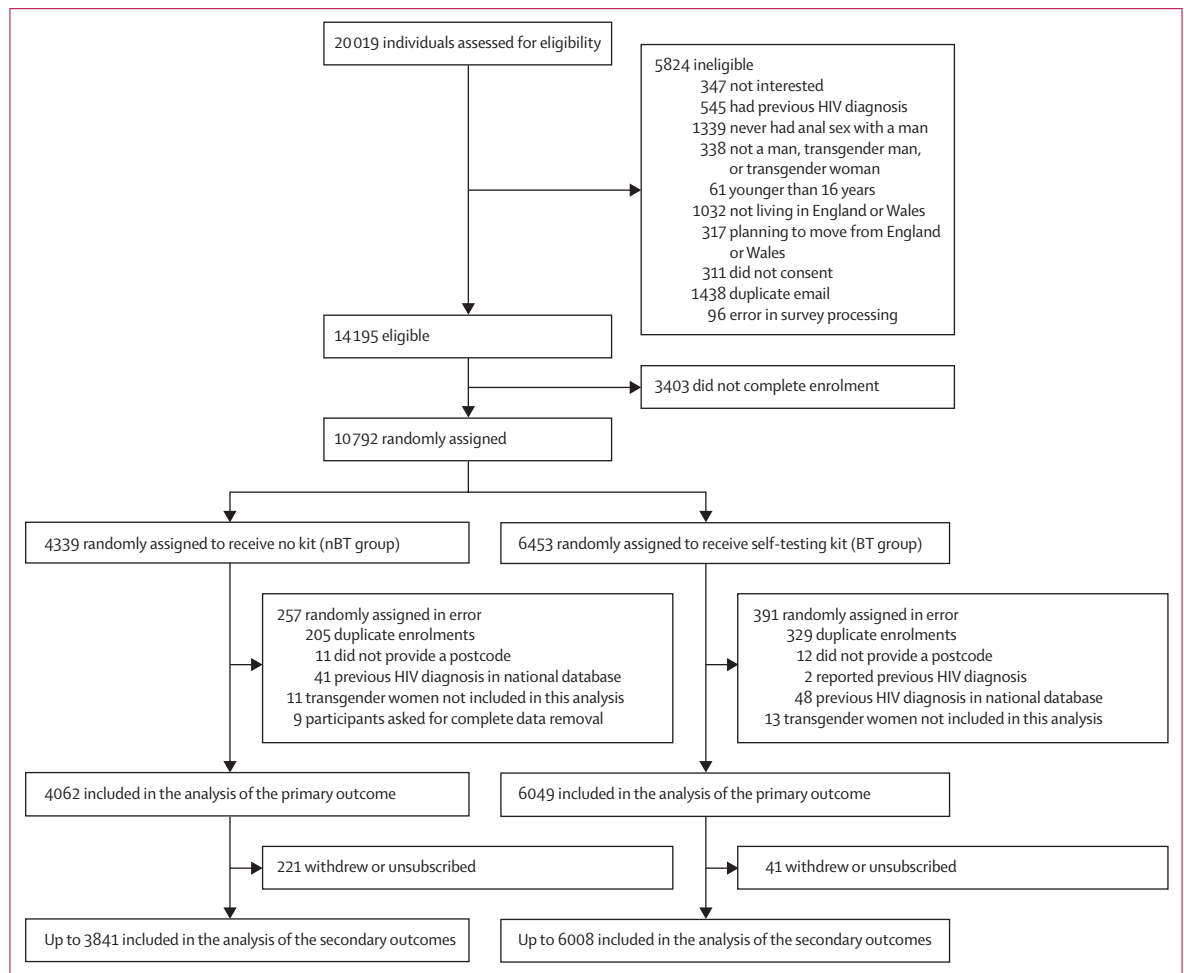 20 019 individuals assessed for eligibility
5824 ineligible
347 not interested
545 had previous HIV diagnosis
1339 never had anal sex with a man
338 not a man, transgender man,
or transgender woman
61 younger than 16 years
1032 not living in England or Wales
317 planning to move from England
or Wales
311 did not consent
1438 duplicate email
96 error in survey processing
14 195 eligible
3403 did not complete enrolment
10 792 randomly assigned
4339 randomly assigned to receive no kit (nBT group)
6453 randomly assigned to receive self-testing kit (BT group)
257 randomly assigned in error
205 duplicate enrolments
11 did not provide a postcode
41 previous HIV diagnosis in national database
11 transgender women not included in this analysis
9 participants asked for complete data removal
391 randomly assigned in error
329 duplicate enrolments
12 did not provide a postcode
2 reported previous HIV diagnosis
48 previous HIV diagnosis in national database
13 transgender women not included in this analysis
4062 included in the analysis of the primary outcome
6049 included in the analysis of the primary outcome
221 withdrew or unsubscribed
41 withdrew or unsubscribed
Up to 3841 included in the analysis of the secondary outcomes
Up to 6008 included in the analysis of the secondary outcomes